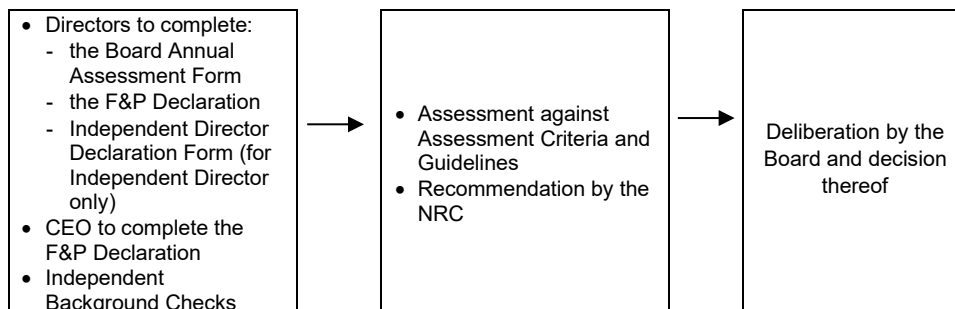 • Directors to complete:
- the Board Annual
Assessment Form
- the F&P Declaration
- Independent Director
Declaration Form (for
Independent Director
only)
• CEO to complete the
F&P Declaration
• Independent
Background Checks
• Assessment against
Assessment Criteria and
Guidelines
• Recommendation by the
NRC
Deliberation by the
Board and decision
thereof